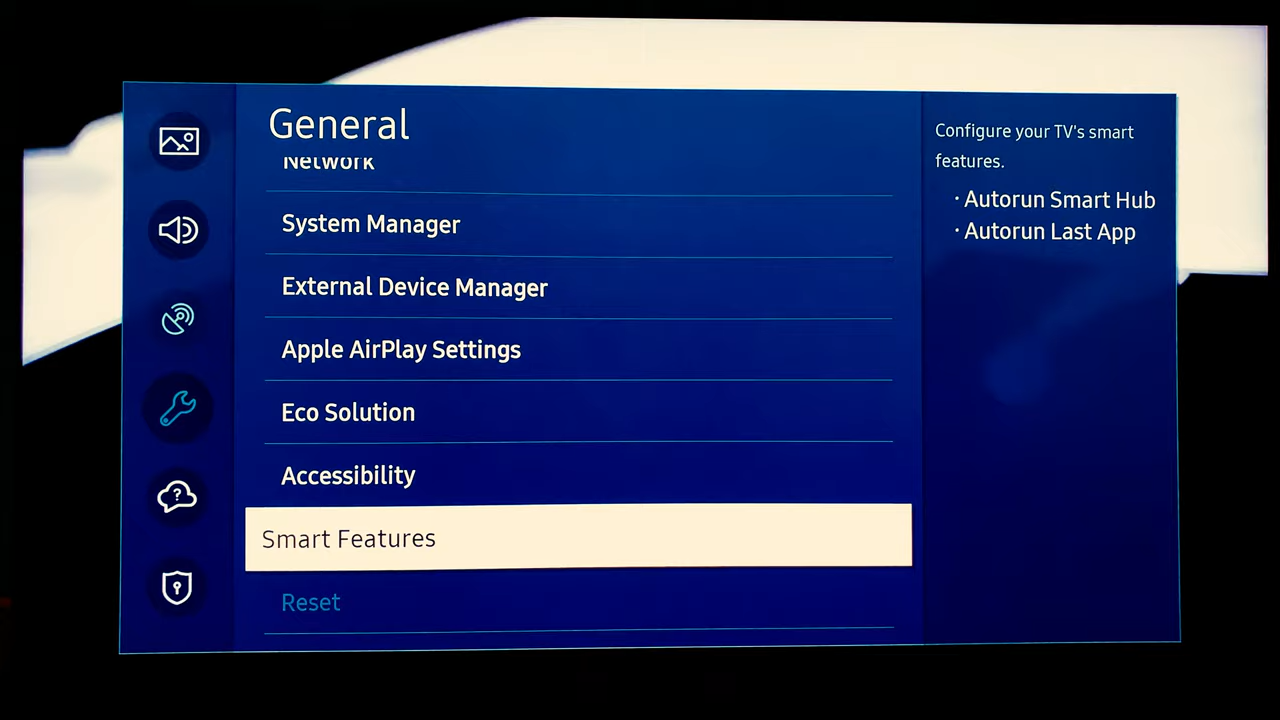 General
Network
System Manager
External Device Manager
Apple AirPlay Settings
Eco Solution
Accessibility
Smart Features
Reset
Configure your TV's smart
features.
· Autorun Smart Hub
· Autorun Last App
?